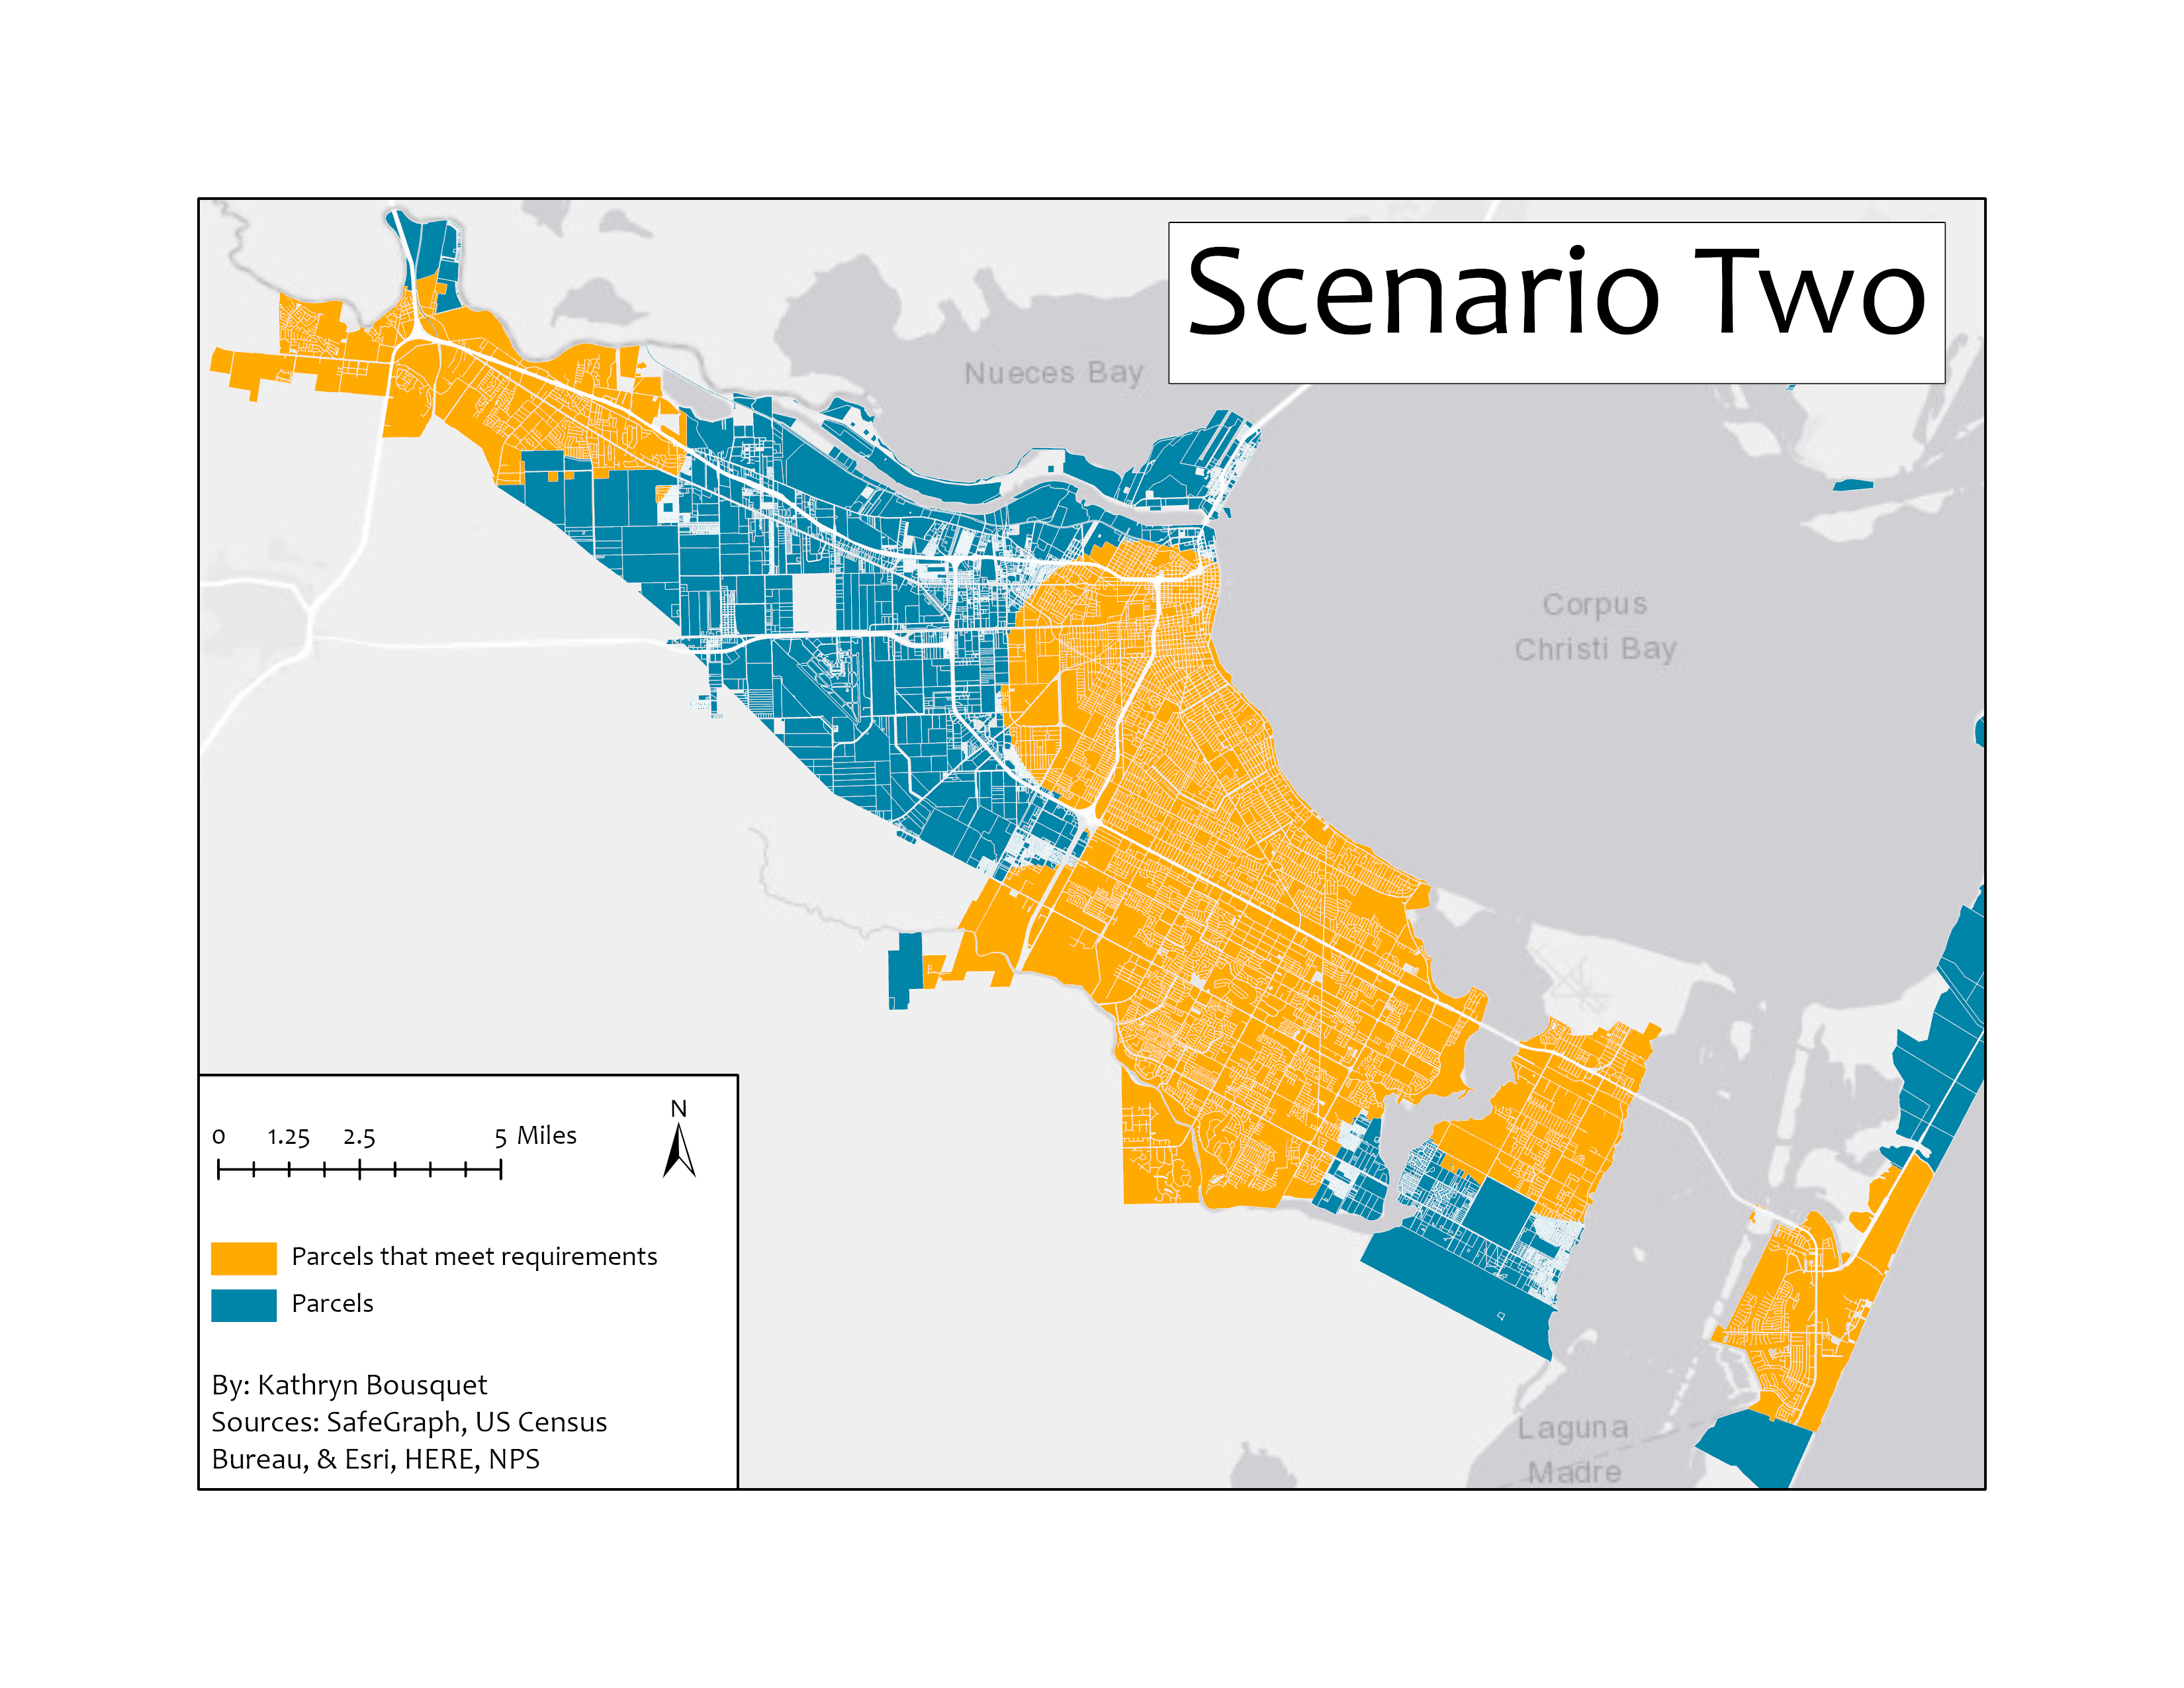 Scenario Two
Nueces Bay
Corpus
Christi Bay
N
0 1.25 2.5 5 Miles
Parcels that meet requirements
Parcels
By: Kathryn Bousquet
Sources: SafeGraph, US Census
Bureau, & Esri, HERE, NPS
Laguna
Madre